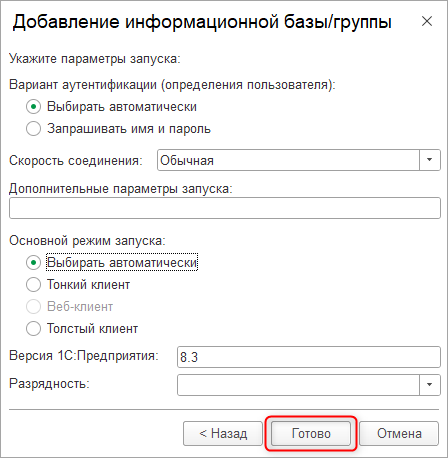 Добавление информационной базы/группы
Укажите параметры запуска:
Вариант аутентификации (определения пользователя):
Выбирать автоматически
Запрашивать имя и пароль
Скорость соединения: Обычная
Дополнительные параметры запуска:
Основной режим запуска:
Выбирать автоматически
Тонкий клиент
Веб-клиент
Толстый клиент
Версия 1С:Предприятия: 8.3
Разрядность:
< Назад Готово Отмена